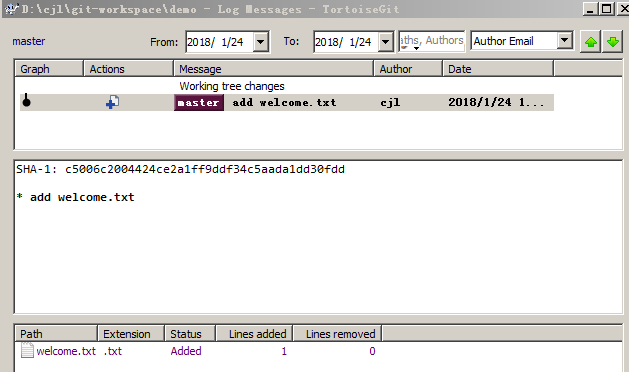 D:\cjl\git-workspace\demo - Log Messages - TortoiseGit
master From: 2018/ 1/24 To: 2018/ 1/24 aths, Authors Author Email
Graph Actions Message Author Date
Working tree changes
master add welcome.txt cjl 2018/1/24 1...
SHA-1: c5006c2004424ce2a1ff9ddf34c5aada1dd30fdd
* add welcome.txt
Path Extension Status Lines added Lines removed
welcome.txt .txt Added 1 0